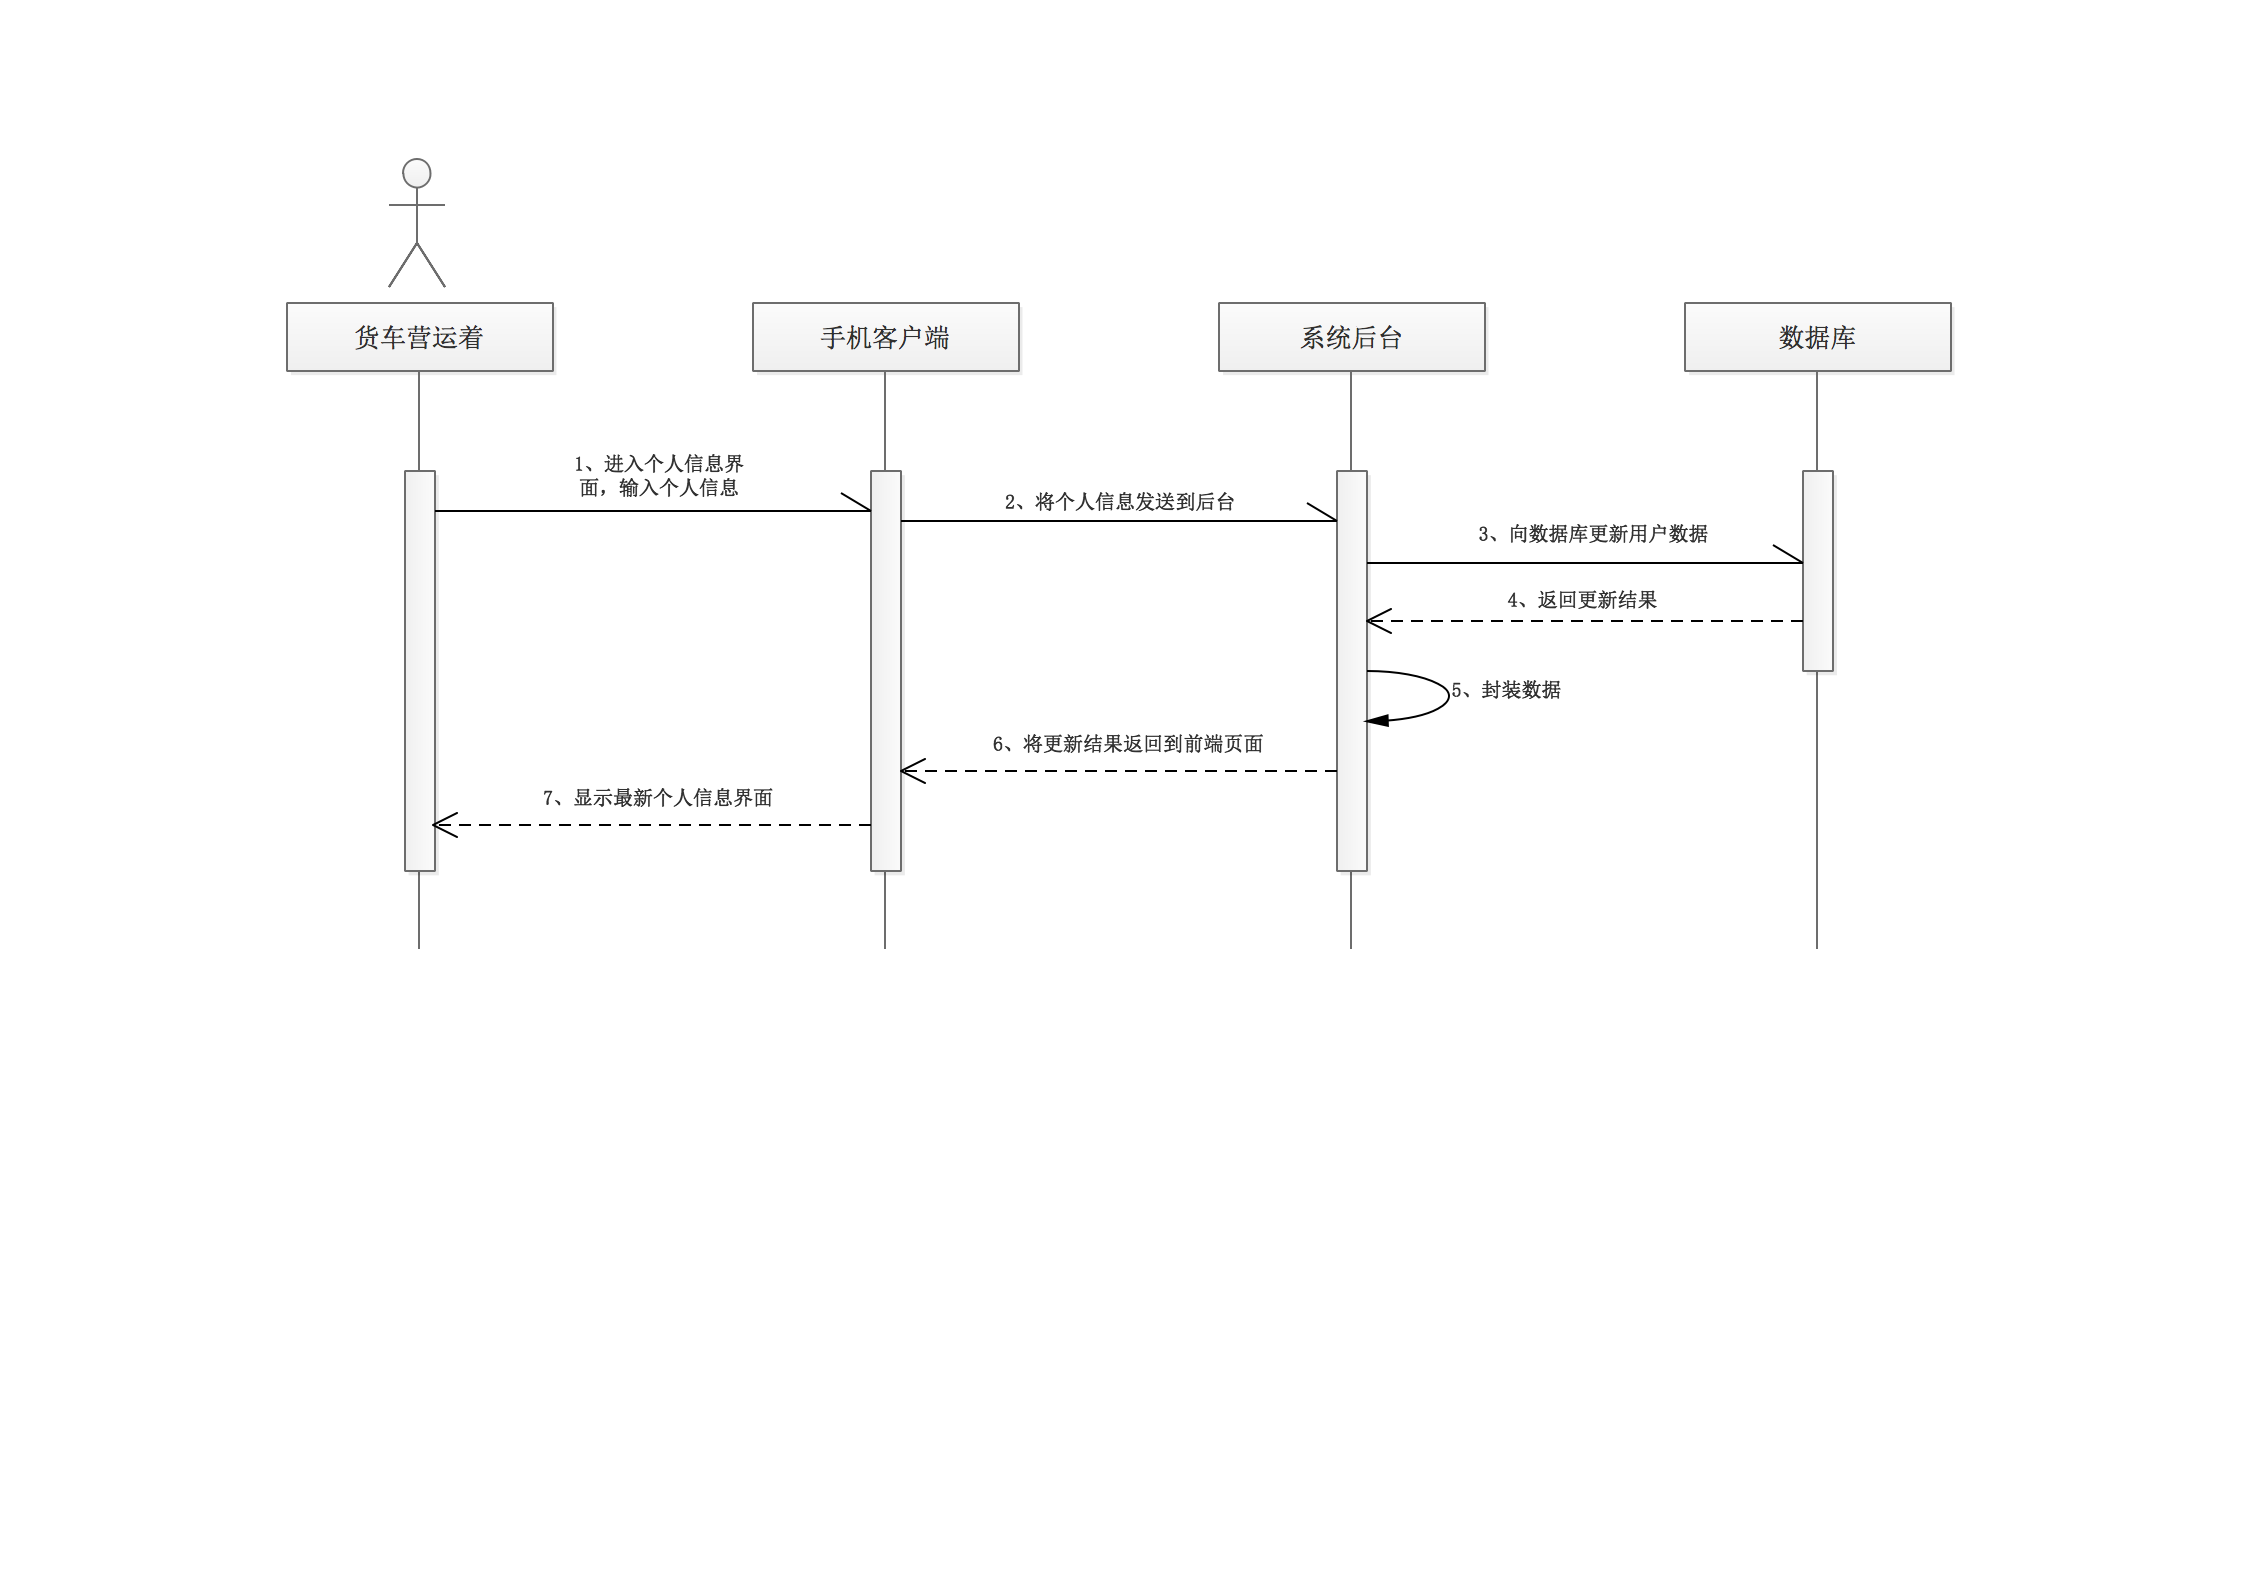 货车营运着
手机客户端
系统后台
数据库
1、进入个人信息界
面，输入个人信息
2、将个人信息发送到后台
3、向数据库更新用户数据
4、返回更新结果
5、封装数据
6、将更新结果返回到前端页面
7、显示最新个人信息界面